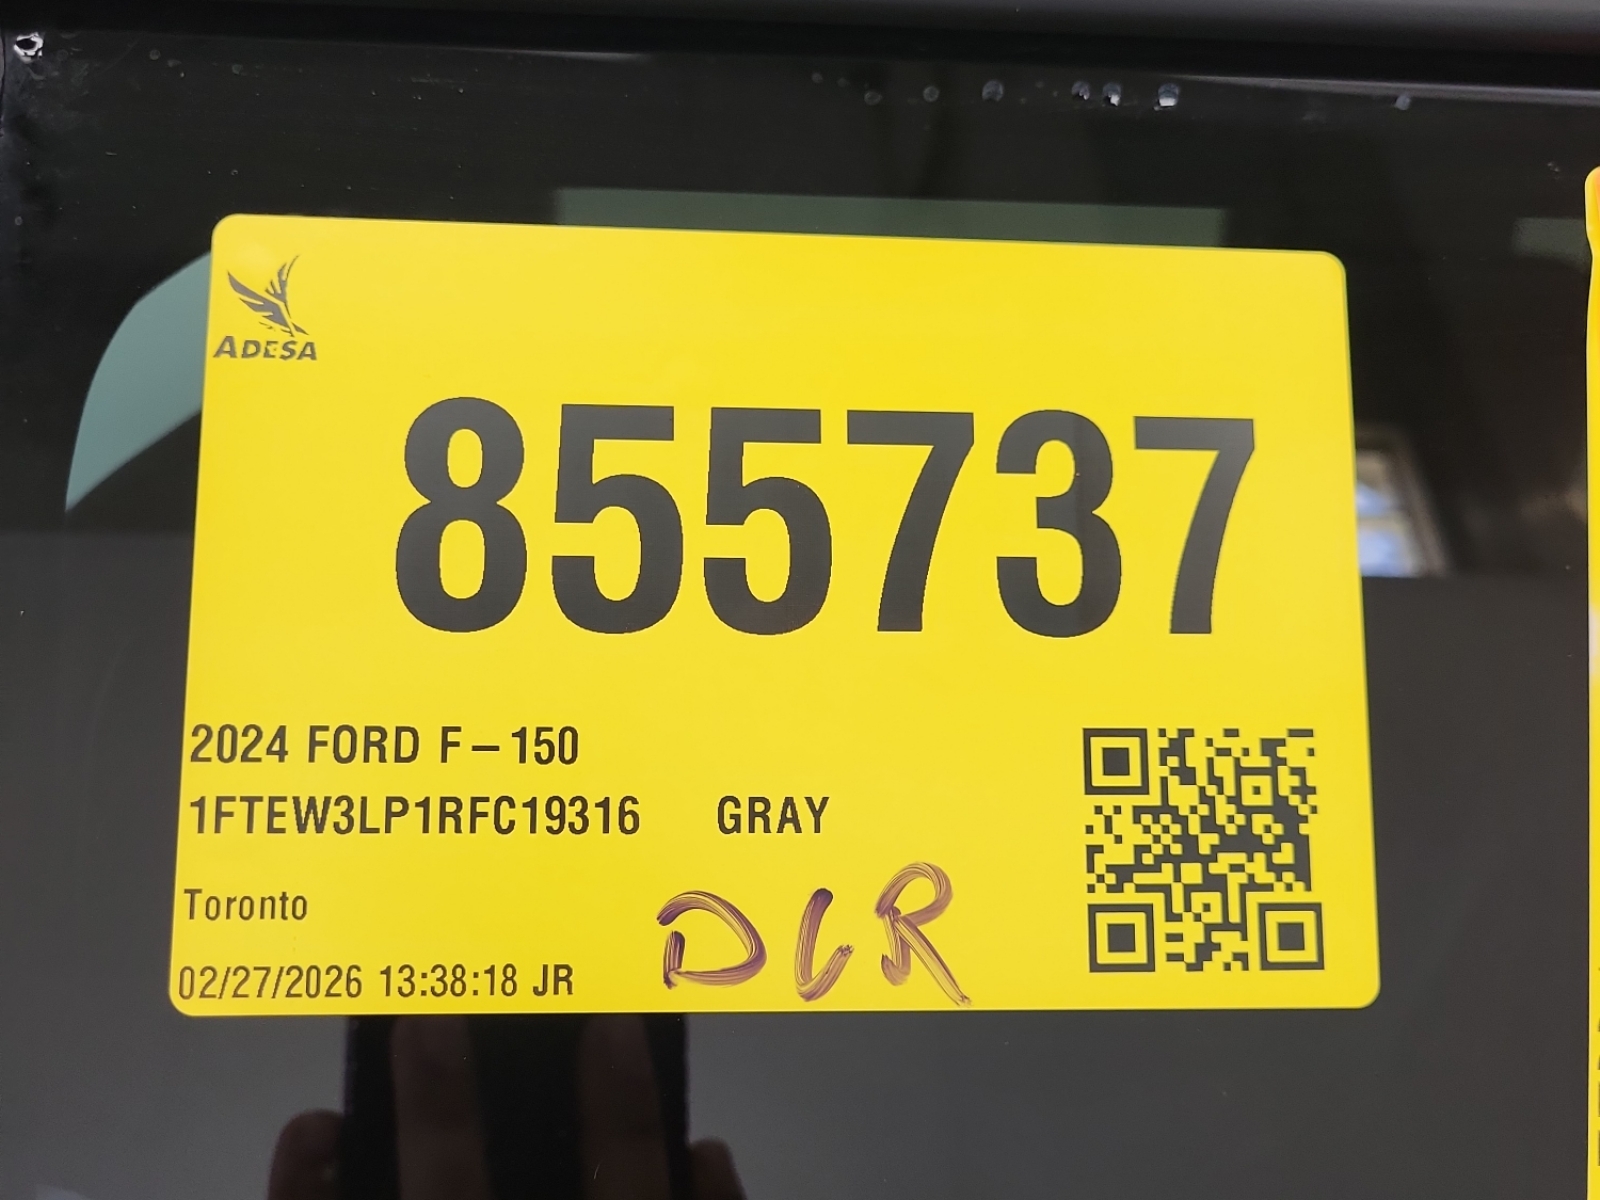 ADESA
855737
2024 FORD F-150
1FTEW3LP1RFC19316 GRAY
Toronto
DLR
02/27/2026 13:38:18 JR